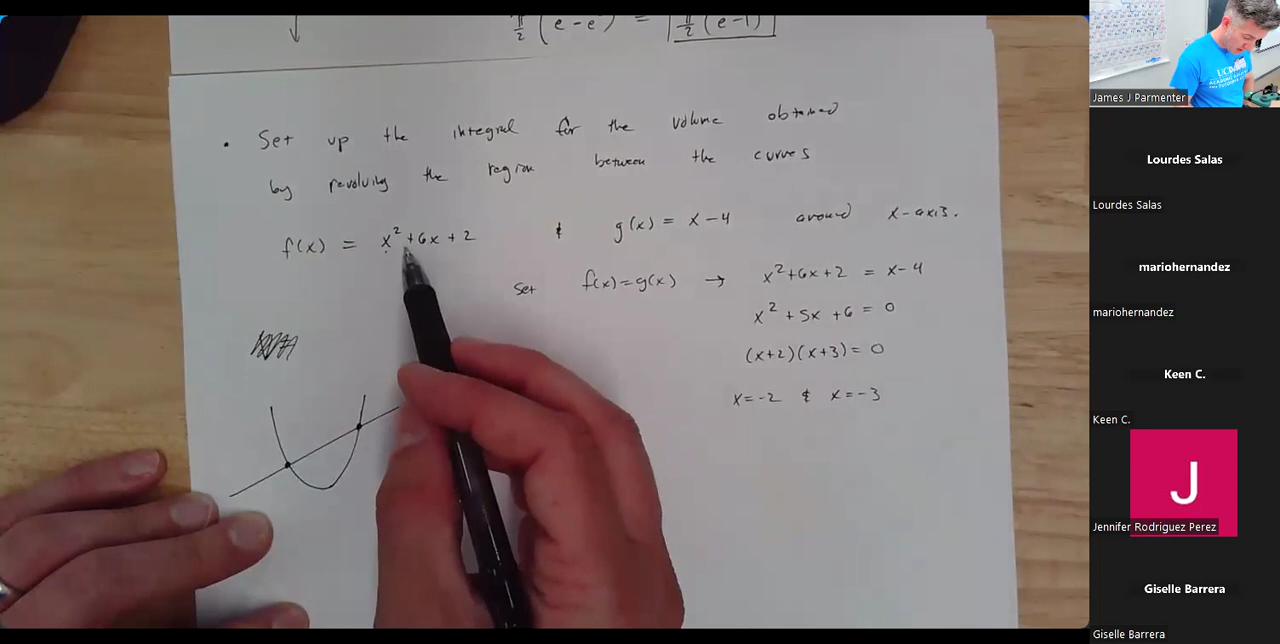 π/2 (e-e) = π/2 (e-1)
• Set up the integral for the volume obtained
by revolving the region between the curves
f(x) = x² + 6x + 2 & g(x) = x - 4 around x-axis.
Set f(x)=g(x) → x²+6x+2 = x-4
x² + 5x + 6 = 0
(x+2)(x+3) = 0
x=-2 & x=-3
UC
James J Parmenter
Lourdes Salas
Lourdes Salas
mariohernandez
mariohernandez
Keen C.
Keen C.
J
Jennifer Rodriguez Perez
Giselle Barrera
Giselle Barrera